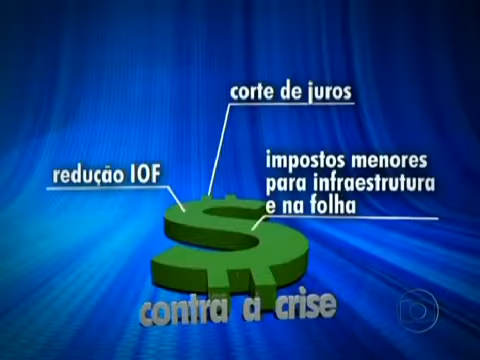 corte de juros
redução IOF
impostos menores
para infraestrutura
e na folha
contra a crise